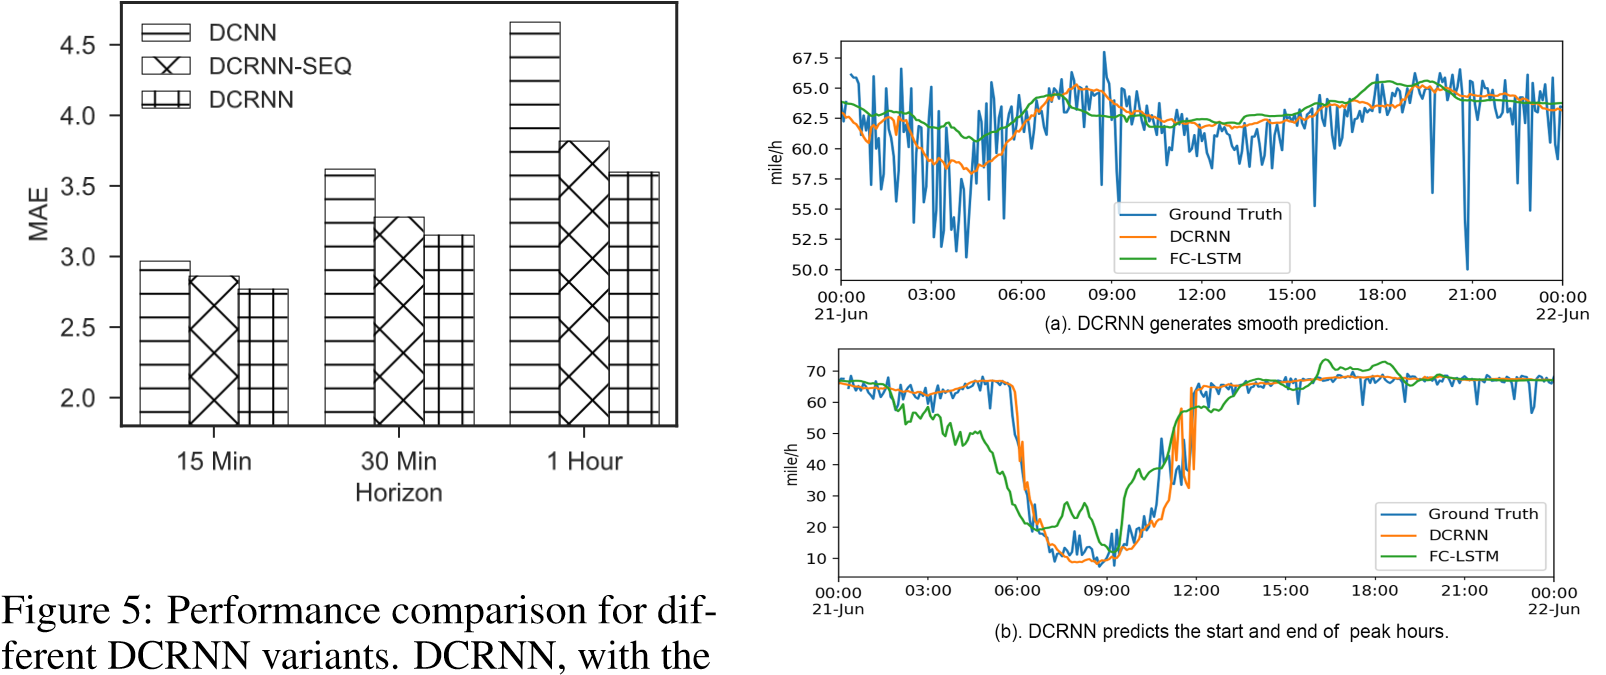 4.5
4.0
3.5
3.0
2.5
2.0
MAE
DCNN
DCRNN-SEQ
DCRNN
15 Min
30 Min
1 Hour
Horizon
Figure 5: Performance comparison for dif-
ferent DCRNN variants. DCRNN, with the
67.5
65.0
62.5
60.0
57.5
55.0
52.5
50.0
mile/h
Ground Truth
DCRNN
FC-LSTM
00:00 03:00 06:00 09:00 12:00 15:00 18:00 21:00 00:00
21-Jun 22-Jun
(a). DCRNN generates smooth prediction.
70
60
50
40
30
20
10
mile/h
Ground Truth
DCRNN
FC-LSTM
00:00 03:00 06:00 09:00 12:00 15:00 18:00 21:00 00:00
21-Jun 22-Jun
(b). DCRNN predicts the start and end of peak hours.